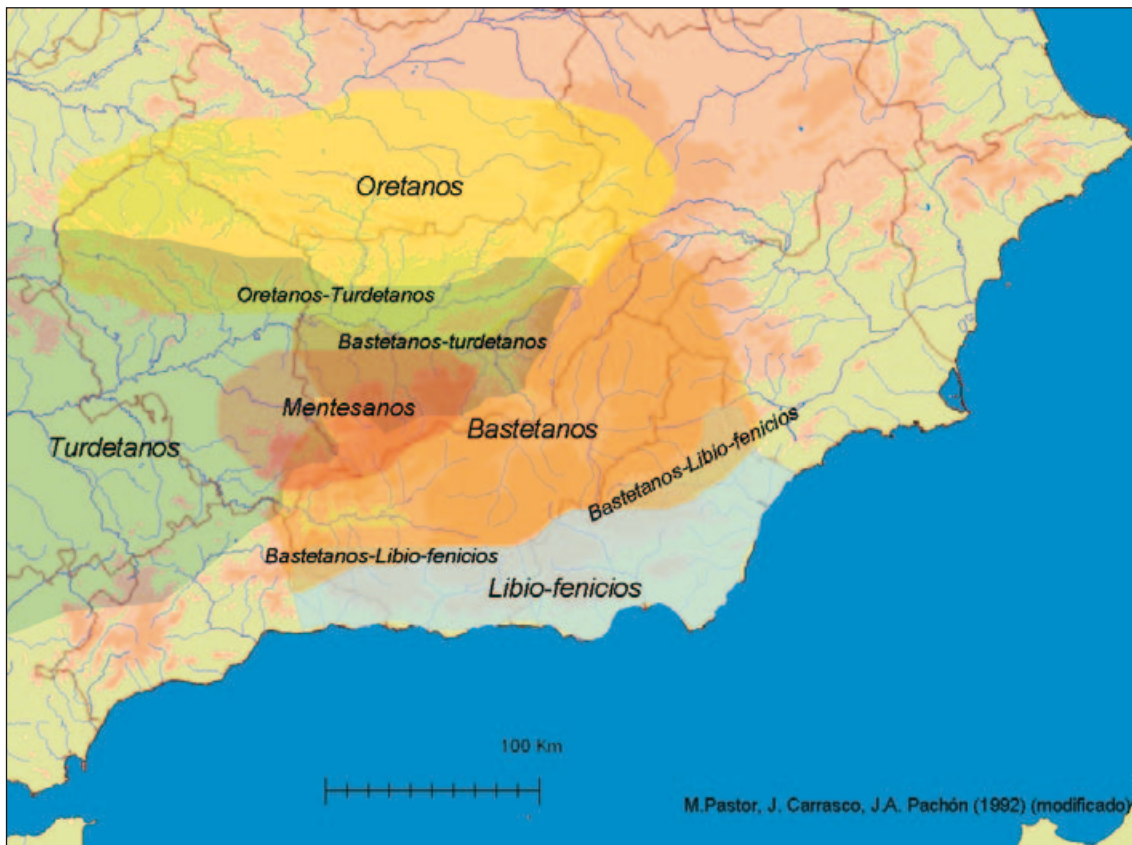 Oretanos
Oretanos-Turdetanos
Bastetanos-turdetanos
Mentesanos
Bastetanos
Turdetanos
Bastetanos-Libio-fenicios
Bastetanos-Libio-fenicios
Libio-fenicios
100 Km
M.Pastor, J. Carrasco, J.A. Pachón (1992) (modificado)